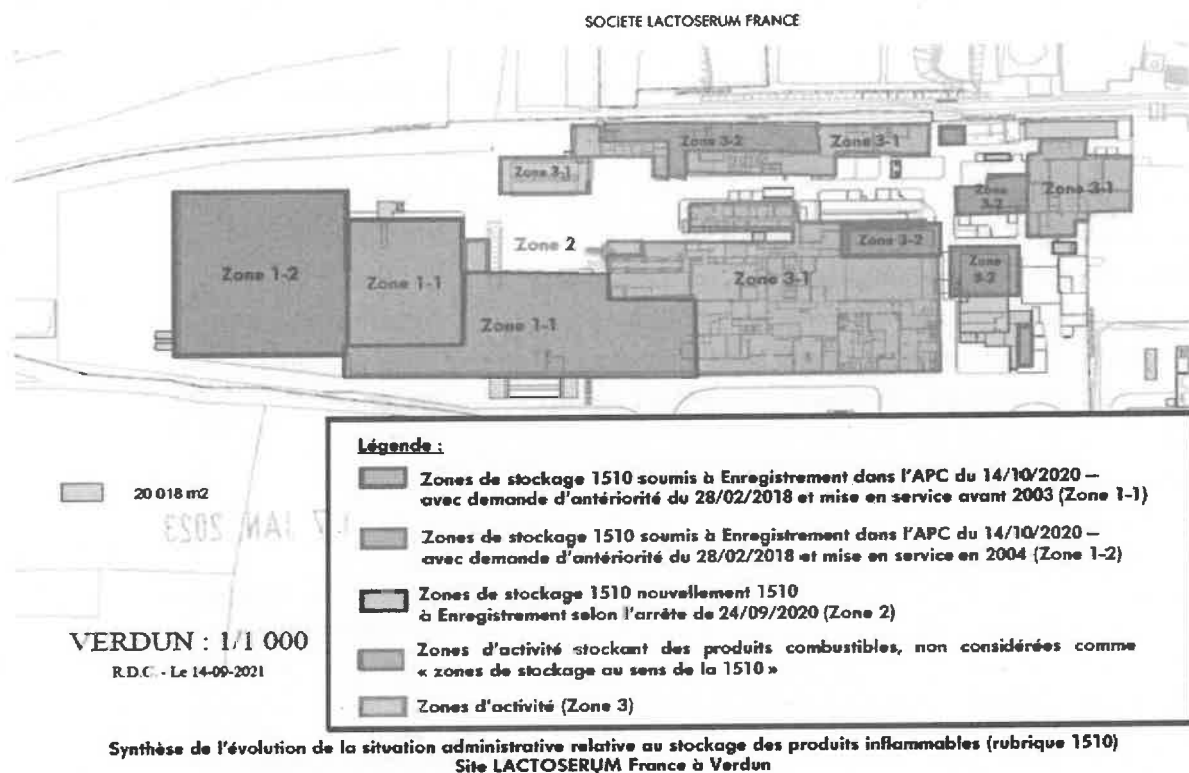 SOCIETE LACTOSERUM FRANCE
Zone 3-2
Zone 3-1
Zone 3-1
Zone 3-1
Zone 3-2
Zone 1-2
Zone 1-1
Zone 2
Zone 3-2
Zone 3-2
Zone 3-1
Zone 1-1
Légende :
Zones de stockage 1510 soumis à Enregistrement dans l'APC du 14/10/2020 –
avec demande d'antériorité du 28/02/2018 et mise en service avant 2003 (Zone 1-1)
20 018 m2
JAN. 2023
Zones de stockage 1510 soumis à Enregistrement dans l'APC du 14/10/2020 –
avec demande d'antériorité du 28/02/2018 et mise en service en 2004 (Zone 1-2)
Zones de stockage 1510 nouvellement 1510
à Enregistrement selon l'arrête de 24/09/2020 (Zone 2)
VERDUN : 1/1 000
R.D.C. - Le 14-09-2021
Zones d'activité stockant des produits combustibles, non considérées comme
« zones de stockage au sens de la 1510 »
Zones d'activité (Zone 3)
Synthèse de l'évolution de la situation administrative relative au stockage des produits inflammables (rubrique 1510)
Site LACTOSERUM France à Verdun